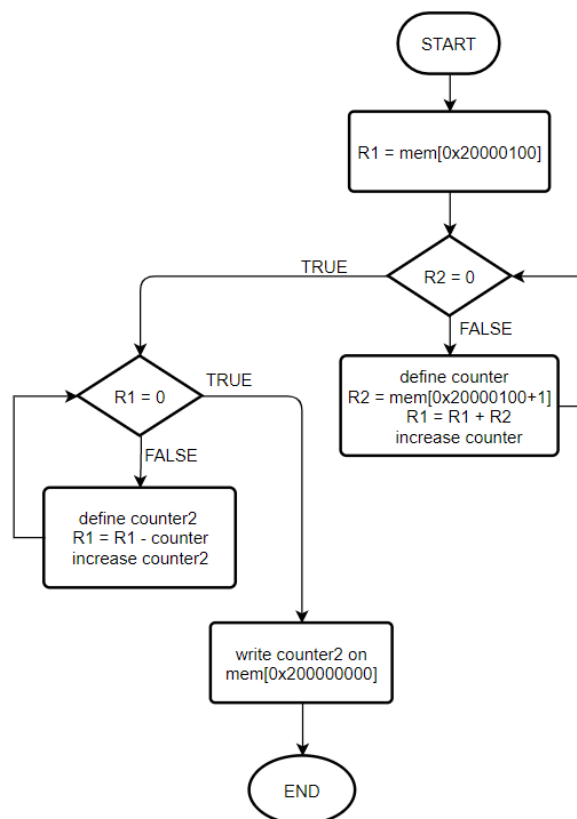 START
R1 = mem[0x20000100]
R2 = 0
TRUE
FALSE
define counter
R2 = mem[0x20000100+1]
R1 = R1 + R2
increase counter
R1 = 0
TRUE
FALSE
define counter2
R1 = R1 - counter
increase counter2
write counter2 on
mem[0x200000000]
END